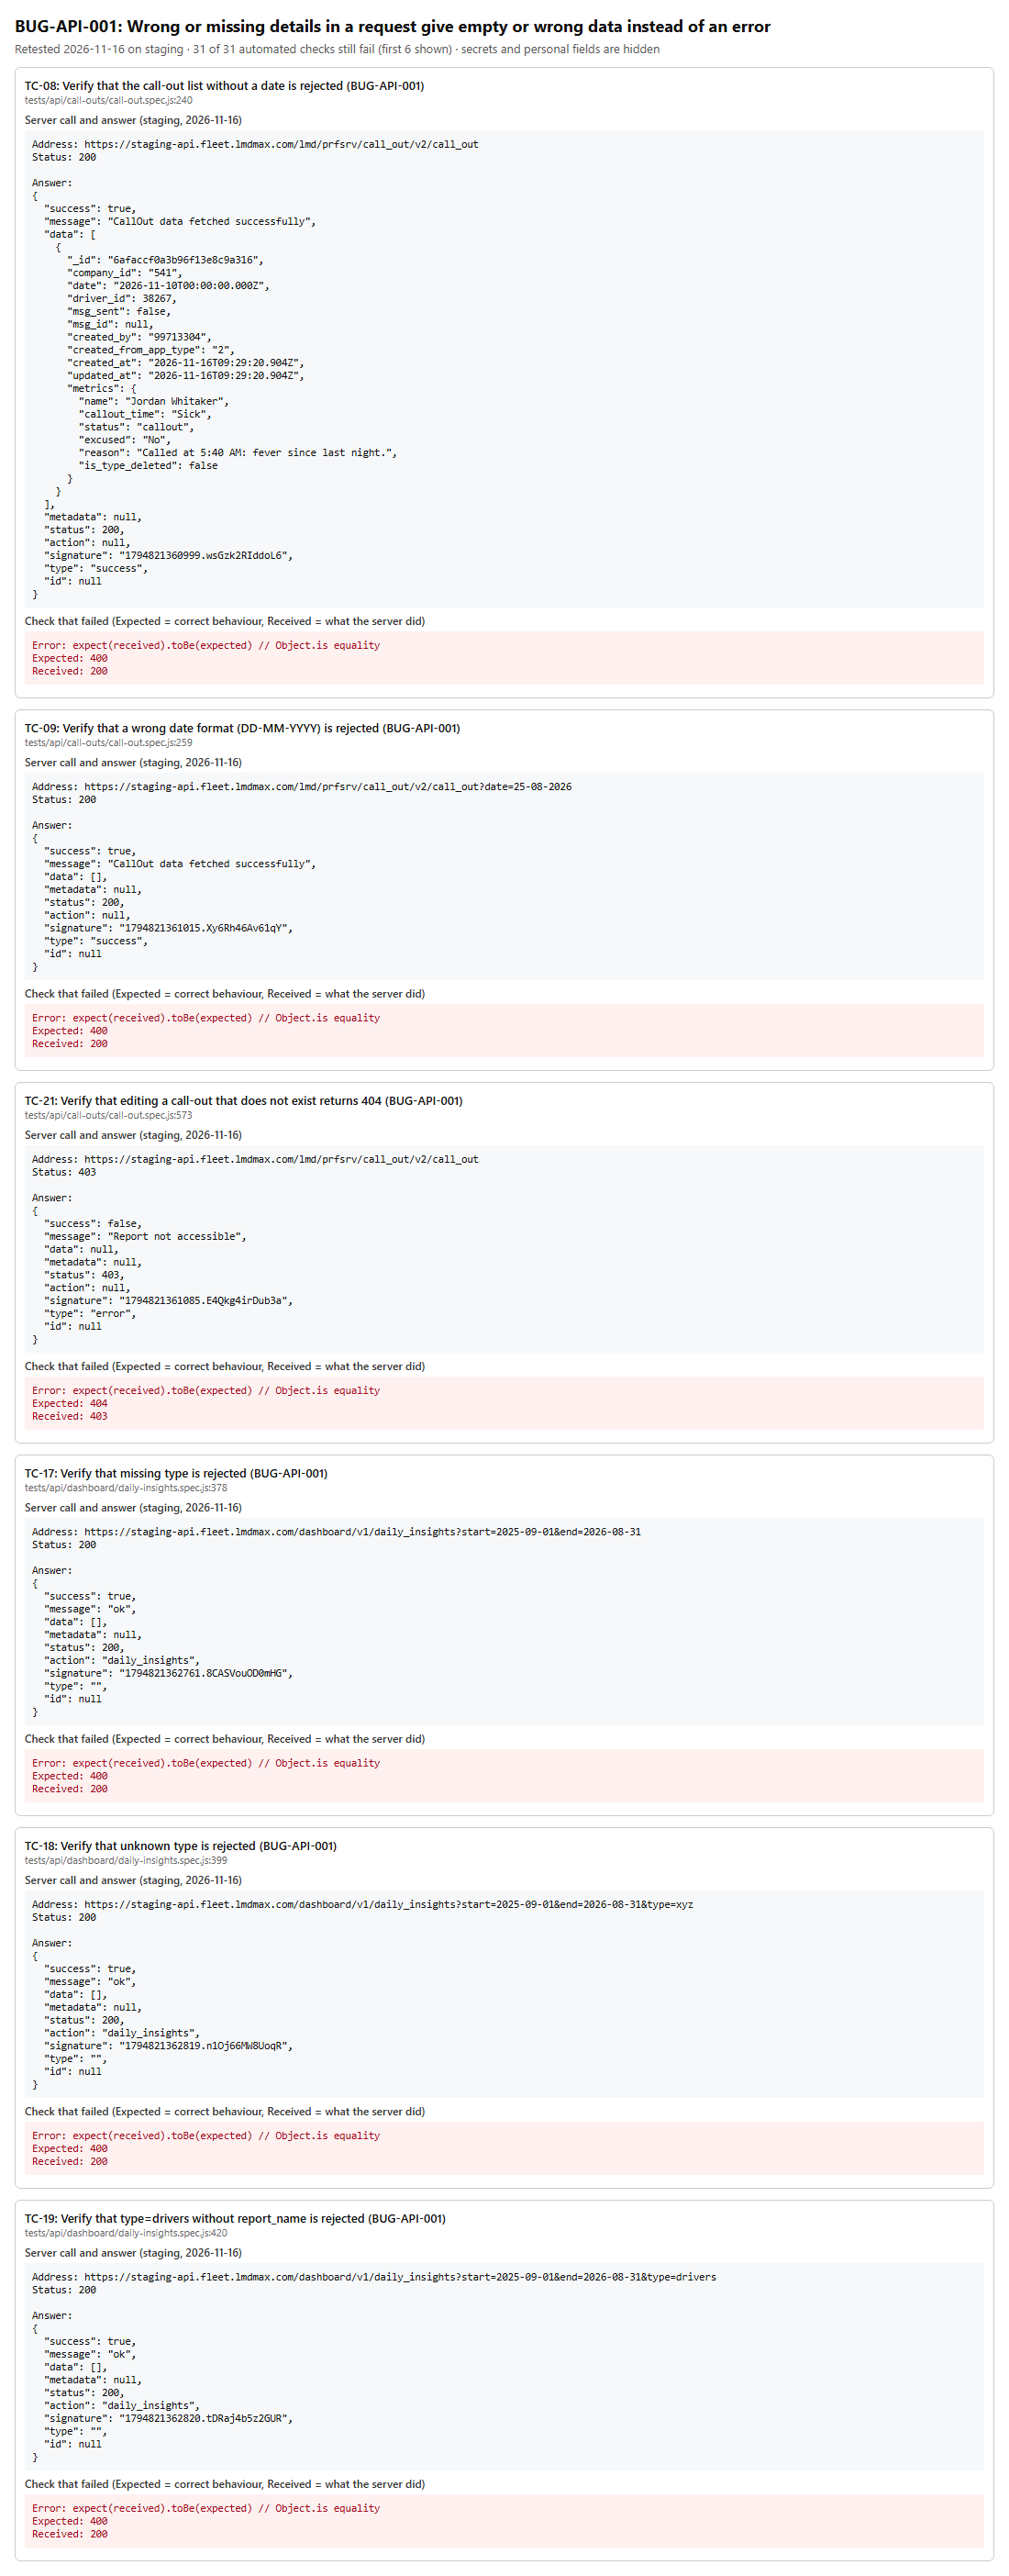 BUG-API-001: Wrong or missing details in a request give empty or wrong data instead of an error
Retested 2026-11-16 on staging · 31 of 31 automated checks still fail (first 6 shown) · secrets and personal fields are hidden
TC-08: Verify that the call-out list without a date is rejected (BUG-API-001)
tests/api/call-outs/call-out.spec.js:240
Server call and answer (staging, 2026-11-16)
Address: https://staging-api.fleet.lmdmax.com/lmd/prfsrv/call_out/v2/call_out
Status: 200
Answer:
{
"success": true,
"message": "CallOut data fetched successfully",
"data": [
{
"_id": "6afaccf0a3b96f13e8c9a316",
"company_id": "541",
"date": "2026-11-10T00:00:00.000Z",
"driver_id": 38267,
"msg_sent": false,
"msg_id": null,
"created_by": "99713304",
"created_from_app_type": "2",
"created_at": "2026-11-16T09:29:20.904Z",
"updated_at": "2026-11-16T09:29:20.904Z",
"metrics": {
"name": "Jordan Whitaker",
"callout_time": "Sick",
"status": "callout",
"excused": "No",
"reason": "Called at 5:40 AM: fever since last night.",
"is_type_deleted": false
}
}
],
"metadata": null,
"status": 200,
"action": null,
"signature": "1794821360999.wsGzk2RIddoL6",
"type": "success",
"id": null
}
Check that failed (Expected = correct behaviour, Received = what the server did)
Error: expect(received).toBe(expected) // Object.is equality
Expected: 400
Received: 200
TC-09: Verify that a wrong date format (DD-MM-YYYY) is rejected (BUG-API-001)
tests/api/call-outs/call-out.spec.js:259
Server call and answer (staging, 2026-11-16)
Address: https://staging-api.fleet.lmdmax.com/lmd/prfsrv/call_out/v2/call_out?date=25-08-2026
Status: 200
Answer:
{
"success": true,
"message": "CallOut data fetched successfully",
"data": [],
"metadata": null,
"status": 200,
"action": null,
"signature": "1794821361015.Xy6Rh46Av61qY",
"type": "success",
"id": null
}
Check that failed (Expected = correct behaviour, Received = what the server did)
Error: expect(received).toBe(expected) // Object.is equality
Expected: 400
Received: 200
TC-21: Verify that editing a call-out that does not exist returns 404 (BUG-API-001)
tests/api/call-outs/call-out.spec.js:573
Server call and answer (staging, 2026-11-16)
Address: https://staging-api.fleet.lmdmax.com/lmd/prfsrv/call_out/v2/call_out
Status: 403
Answer:
{
"success": false,
"message": "Report not accessible",
"data": null,
"metadata": null,
"status": 403,
"action": null,
"signature": "1794821361085.E4Qkg4irDub3a",
"type": "error",
"id": null
}
Check that failed (Expected = correct behaviour, Received = what the server did)
Error: expect(received).toBe(expected) // Object.is equality
Expected: 404
Received: 403
TC-17: Verify that missing type is rejected (BUG-API-001)
tests/api/dashboard/daily-insights.spec.js:378
Server call and answer (staging, 2026-11-16)
Address: https://staging-api.fleet.lmdmax.com/dashboard/v1/daily_insights?start=2025-09-01&end=2026-08-31
Status: 200
Answer:
{
"success": true,
"message": "ok",
"data": [],
"metadata": null,
"status": 200,
"action": "daily_insights",
"signature": "1794821362761.8CASVouOD0mHG",
"type": "",
"id": null
}
Check that failed (Expected = correct behaviour, Received = what the server did)
Error: expect(received).toBe(expected) // Object.is equality
Expected: 400
Received: 200
TC-18: Verify that unknown type is rejected (BUG-API-001)
tests/api/dashboard/daily-insights.spec.js:399
Server call and answer (staging, 2026-11-16)
Address: https://staging-api.fleet.lmdmax.com/dashboard/v1/daily_insights?start=2025-09-01&end=2026-08-31&type=xyz
Status: 200
Answer:
{
"success": true,
"message": "ok",
"data": [],
"metadata": null,
"status": 200,
"action": "daily_insights",
"signature": "1794821362819.n1Oj66MW8UoqR",
"type": "",
"id": null
}
Check that failed (Expected = correct behaviour, Received = what the server did)
Error: expect(received).toBe(expected) // Object.is equality
Expected: 400
Received: 200
TC-19: Verify that type=drivers without report_name is rejected (BUG-API-001)
tests/api/dashboard/daily-insights.spec.js:420
Server call and answer (staging, 2026-11-16)
Address: https://staging-api.fleet.lmdmax.com/dashboard/v1/daily_insights?start=2025-09-01&end=2026-08-31&type=drivers
Status: 200
Answer:
{
"success": true,
"message": "ok",
"data": [],
"metadata": null,
"status": 200,
"action": "daily_insights",
"signature": "1794821362820.tDRaj4b5z2GUR",
"type": "",
"id": null
}
Check that failed (Expected = correct behaviour, Received = what the server did)
Error: expect(received).toBe(expected) // Object.is equality
Expected: 400
Received: 200